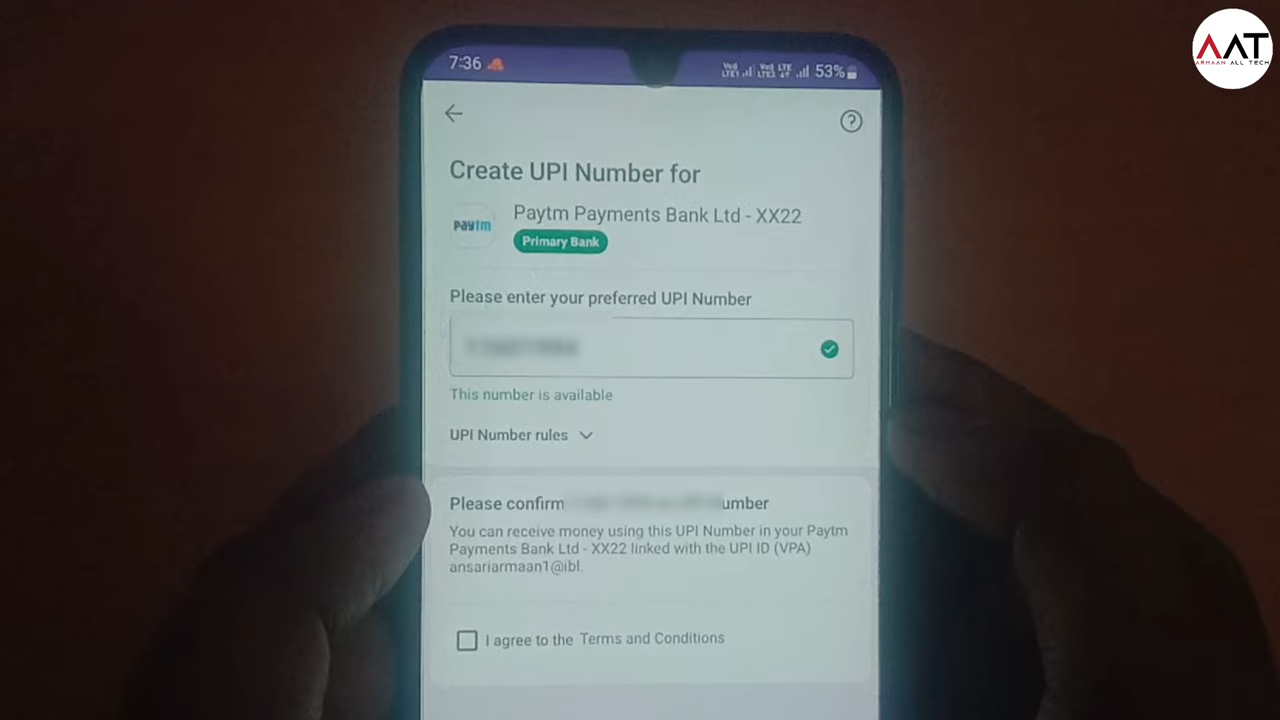 AAT
ARMAAN ALL TECH
7:36
53%
Create UPI Number for
paytm
Paytm Payments Bank Ltd - XX22
Primary Bank
Please enter your preferred UPI Number
This number is available
UPI Number rules
Please confirm umber
You can receive money using this UPI Number in your Paytm
Payments Bank Ltd - XX22 linked with the UPI ID (VPA)
ansariarmaan1@ibl.
I agree to the Terms and Conditions